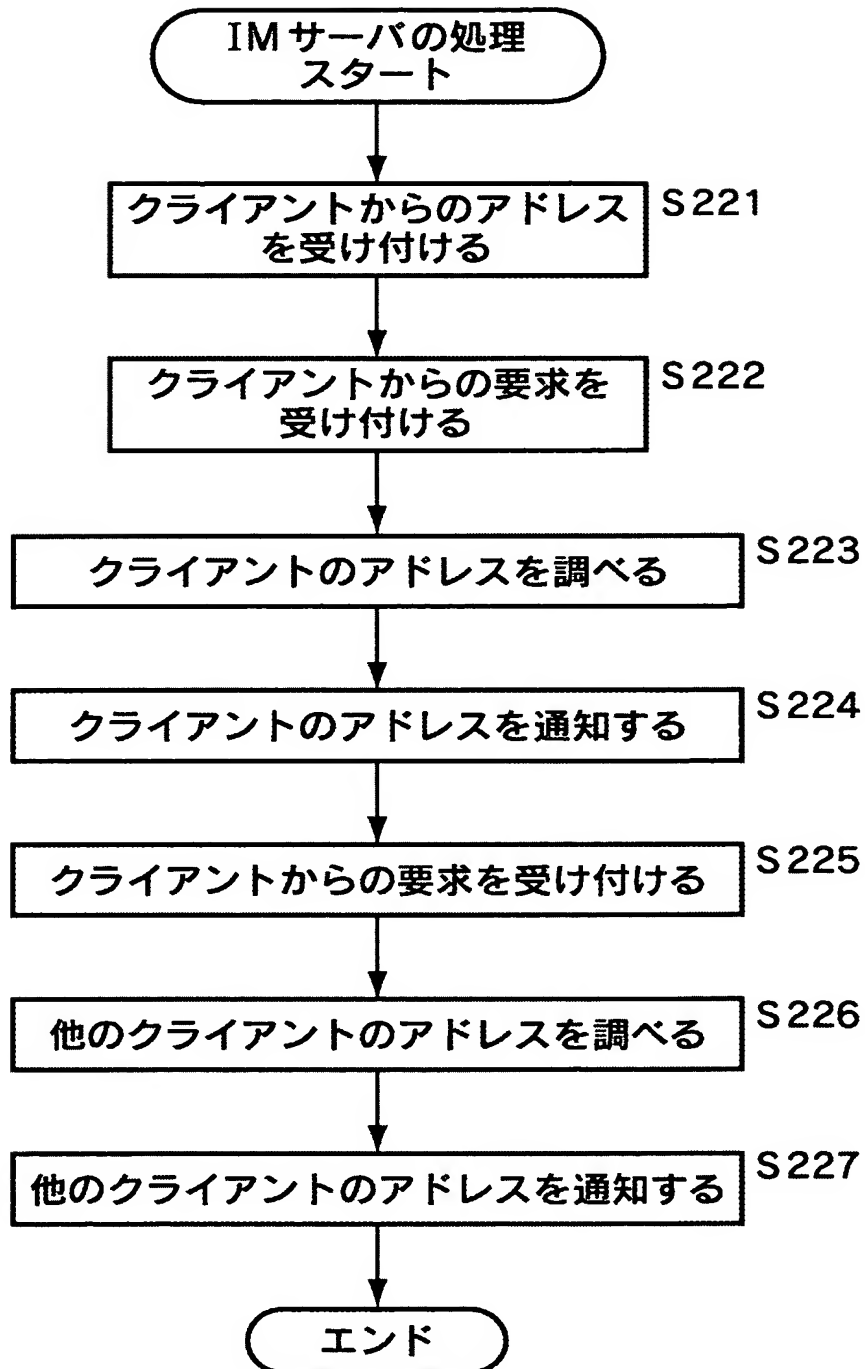 IMサーバの処理
スタート
クライアントからのアドレス
を受け付ける
S221
クライアントからの要求を
受け付ける
S222
クライアントのアドレスを調べる
S223
クライアントのアドレスを通知する
S224
クライアントからの要求を受け付ける
S225
他のクライアントのアドレスを調べる
S226
他のクライアントのアドレスを通知する
S227
エンド